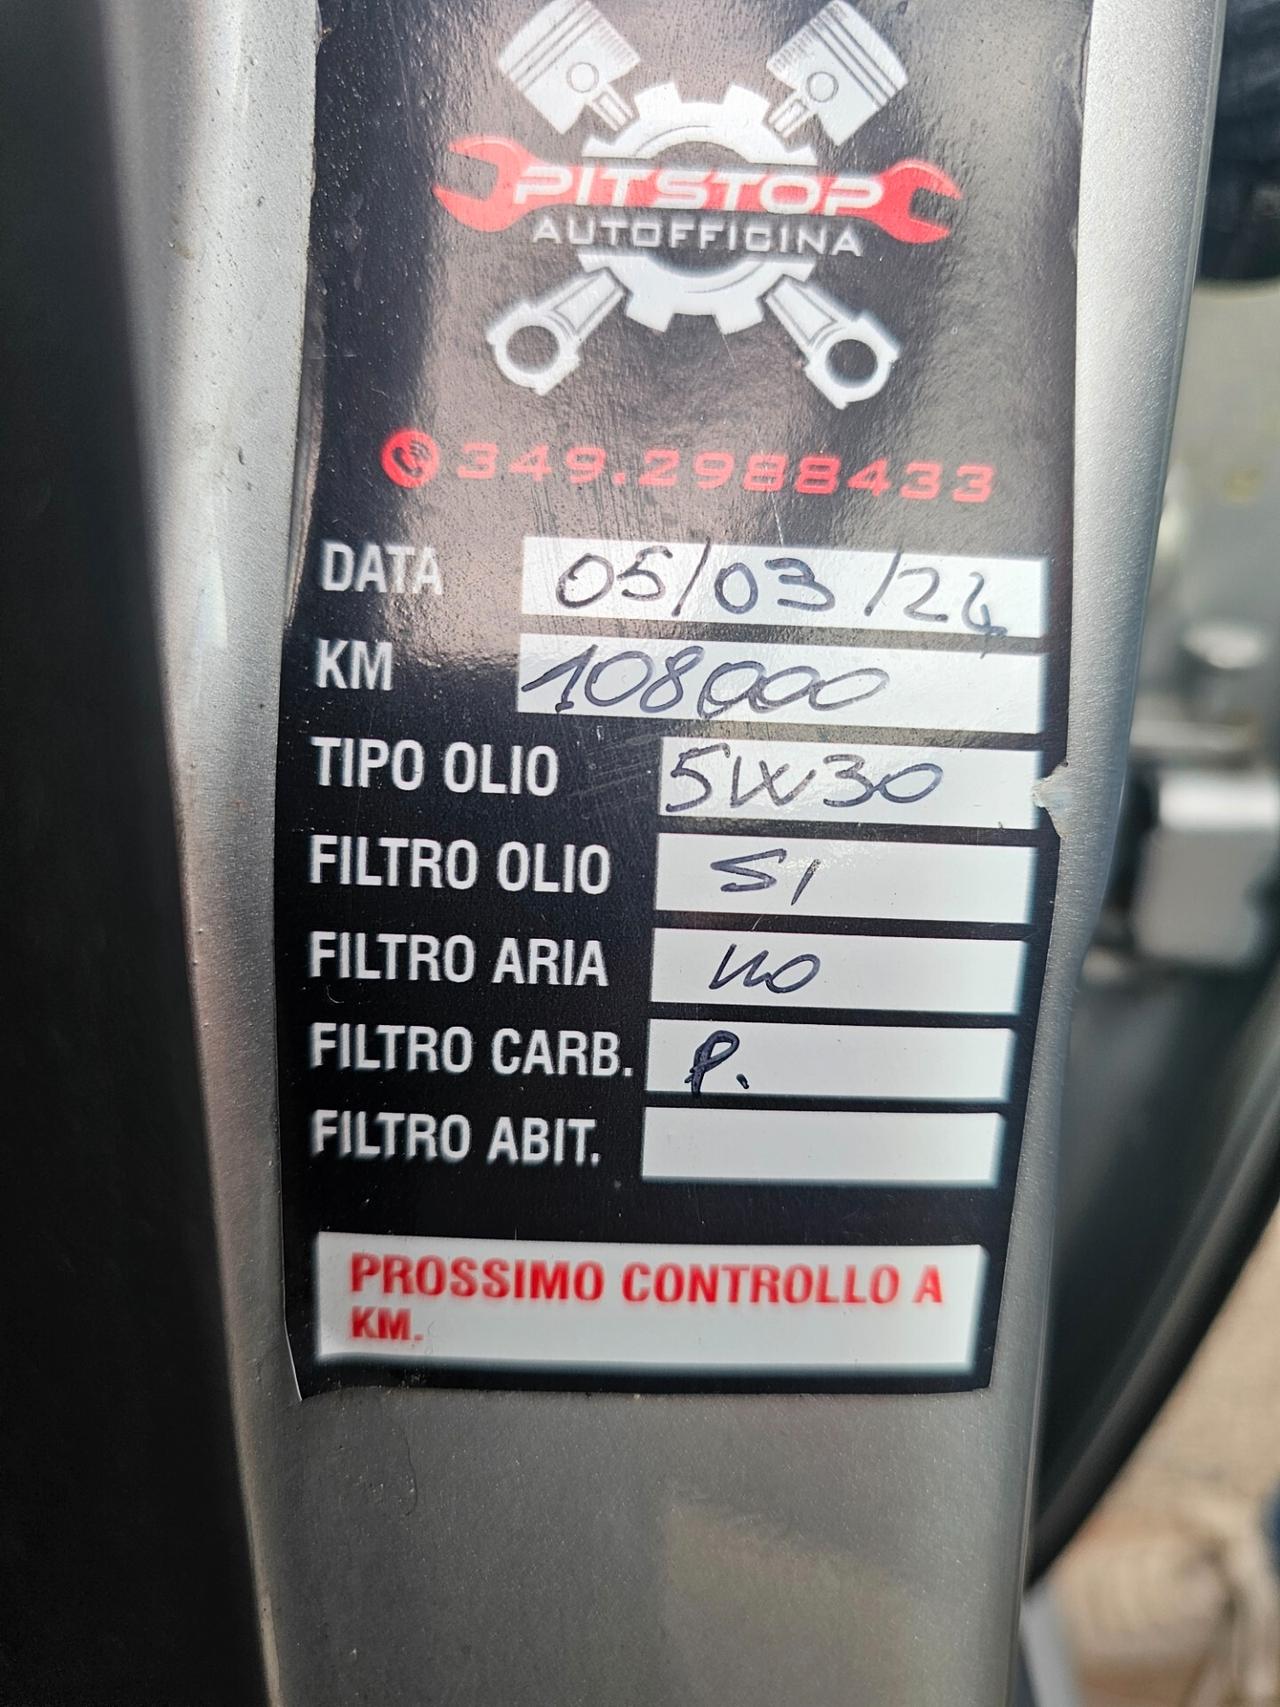 PITSTOP
AUTOFFICINA
349.2988433
DATA 05/03/24
KM 108000
TIPO OLIO 5W30
FILTRO OLIO SI
FILTRO ARIA NO
FILTRO CARB. P.
FILTRO ABIT.
PROSSIMO CONTROLLO A
KM.